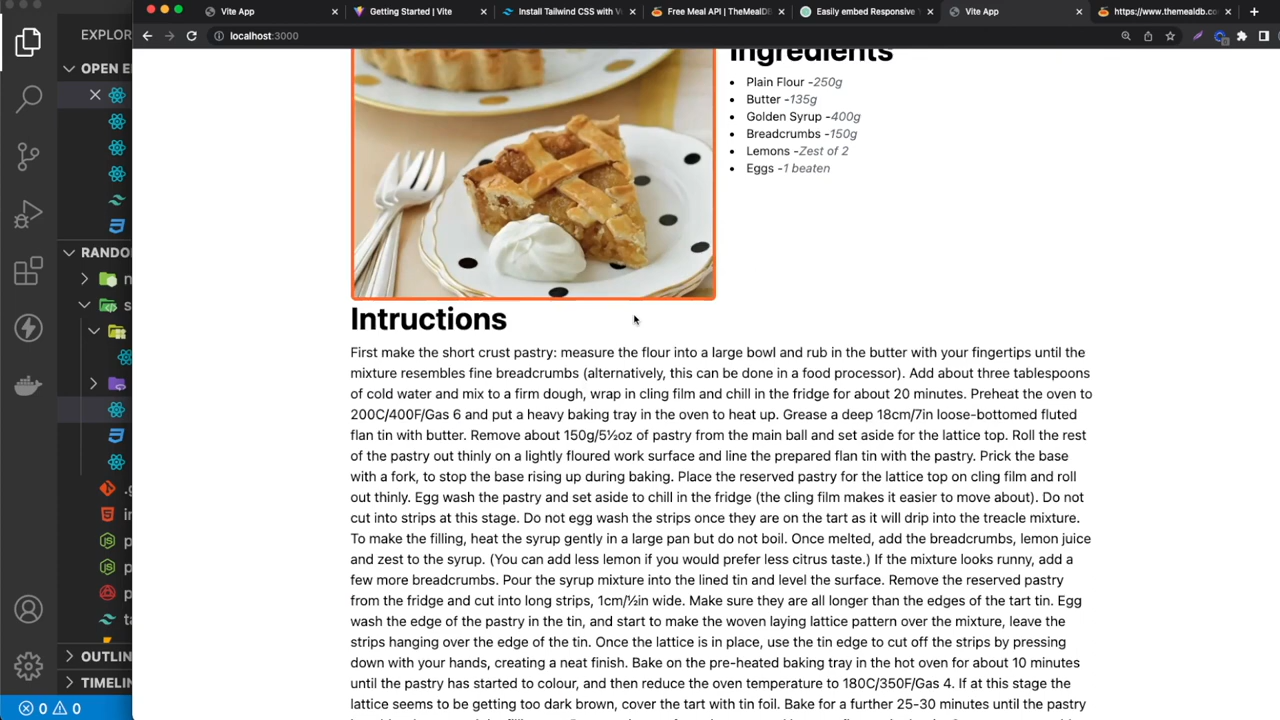 Vite App
Getting Started | Vite
Install Tailwind CSS with V
Free Meal API | TheMealDB
Easily embed Responsive
Vite App
https://www.themealdb.co
localhost:3000
EXPLOR
OPEN E
RANDO
OUTLIN
TIMELIN
0 0
Ingredients
Plain Flour -250g
Butter -135g
Golden Syrup -400g
Breadcrumbs -150g
Lemons -Zest of 2
Eggs -1 beaten
Intructions
First make the short crust pastry: measure the flour into a large bowl and rub in the butter with your fingertips until the
mixture resembles fine breadcrumbs (alternatively, this can be done in a food processor). Add about three tablespoons
of cold water and mix to a firm dough, wrap in cling film and chill in the fridge for about 20 minutes. Preheat the oven to
200C/400F/Gas 6 and put a heavy baking tray in the oven to heat up. Grease a deep 18cm/7in loose-bottomed fluted
flan tin with butter. Remove about 150g/5½oz of pastry from the main ball and set aside for the lattice top. Roll the rest
of the pastry out thinly on a lightly floured work surface and line the prepared flan tin with the pastry. Prick the base
with a fork, to stop the base rising up during baking. Place the reserved pastry for the lattice top on cling film and roll
out thinly. Egg wash the pastry and set aside to chill in the fridge (the cling film makes it easier to move about). Do not
cut into strips at this stage. Do not egg wash the strips once they are on the tart as it will drip into the treacle mixture.
To make the filling, heat the syrup gently in a large pan but do not boil. Once melted, add the breadcrumbs, lemon juice
and zest to the syrup. (You can add less lemon if you would prefer less citrus taste.) If the mixture looks runny, add a
few more breadcrumbs. Pour the syrup mixture into the lined tin and level the surface. Remove the reserved pastry
from the fridge and cut into long strips, 1cm/½in wide. Make sure they are all longer than the edges of the tart tin. Egg
wash the edge of the pastry in the tin, and start to make the woven laying lattice pattern over the mixture, leave the
strips hanging over the edge of the tin. Once the lattice is in place, use the tin edge to cut off the strips by pressing
down with your hands, creating a neat finish. Bake on the pre-heated baking tray in the hot oven for about 10 minutes
until the pastry has started to colour, and then reduce the oven temperature to 180C/350F/Gas 4. If at this stage the
lattice seems to be getting too dark brown, cover the tart with tin foil. Bake for a further 25-30 minutes until the pastry